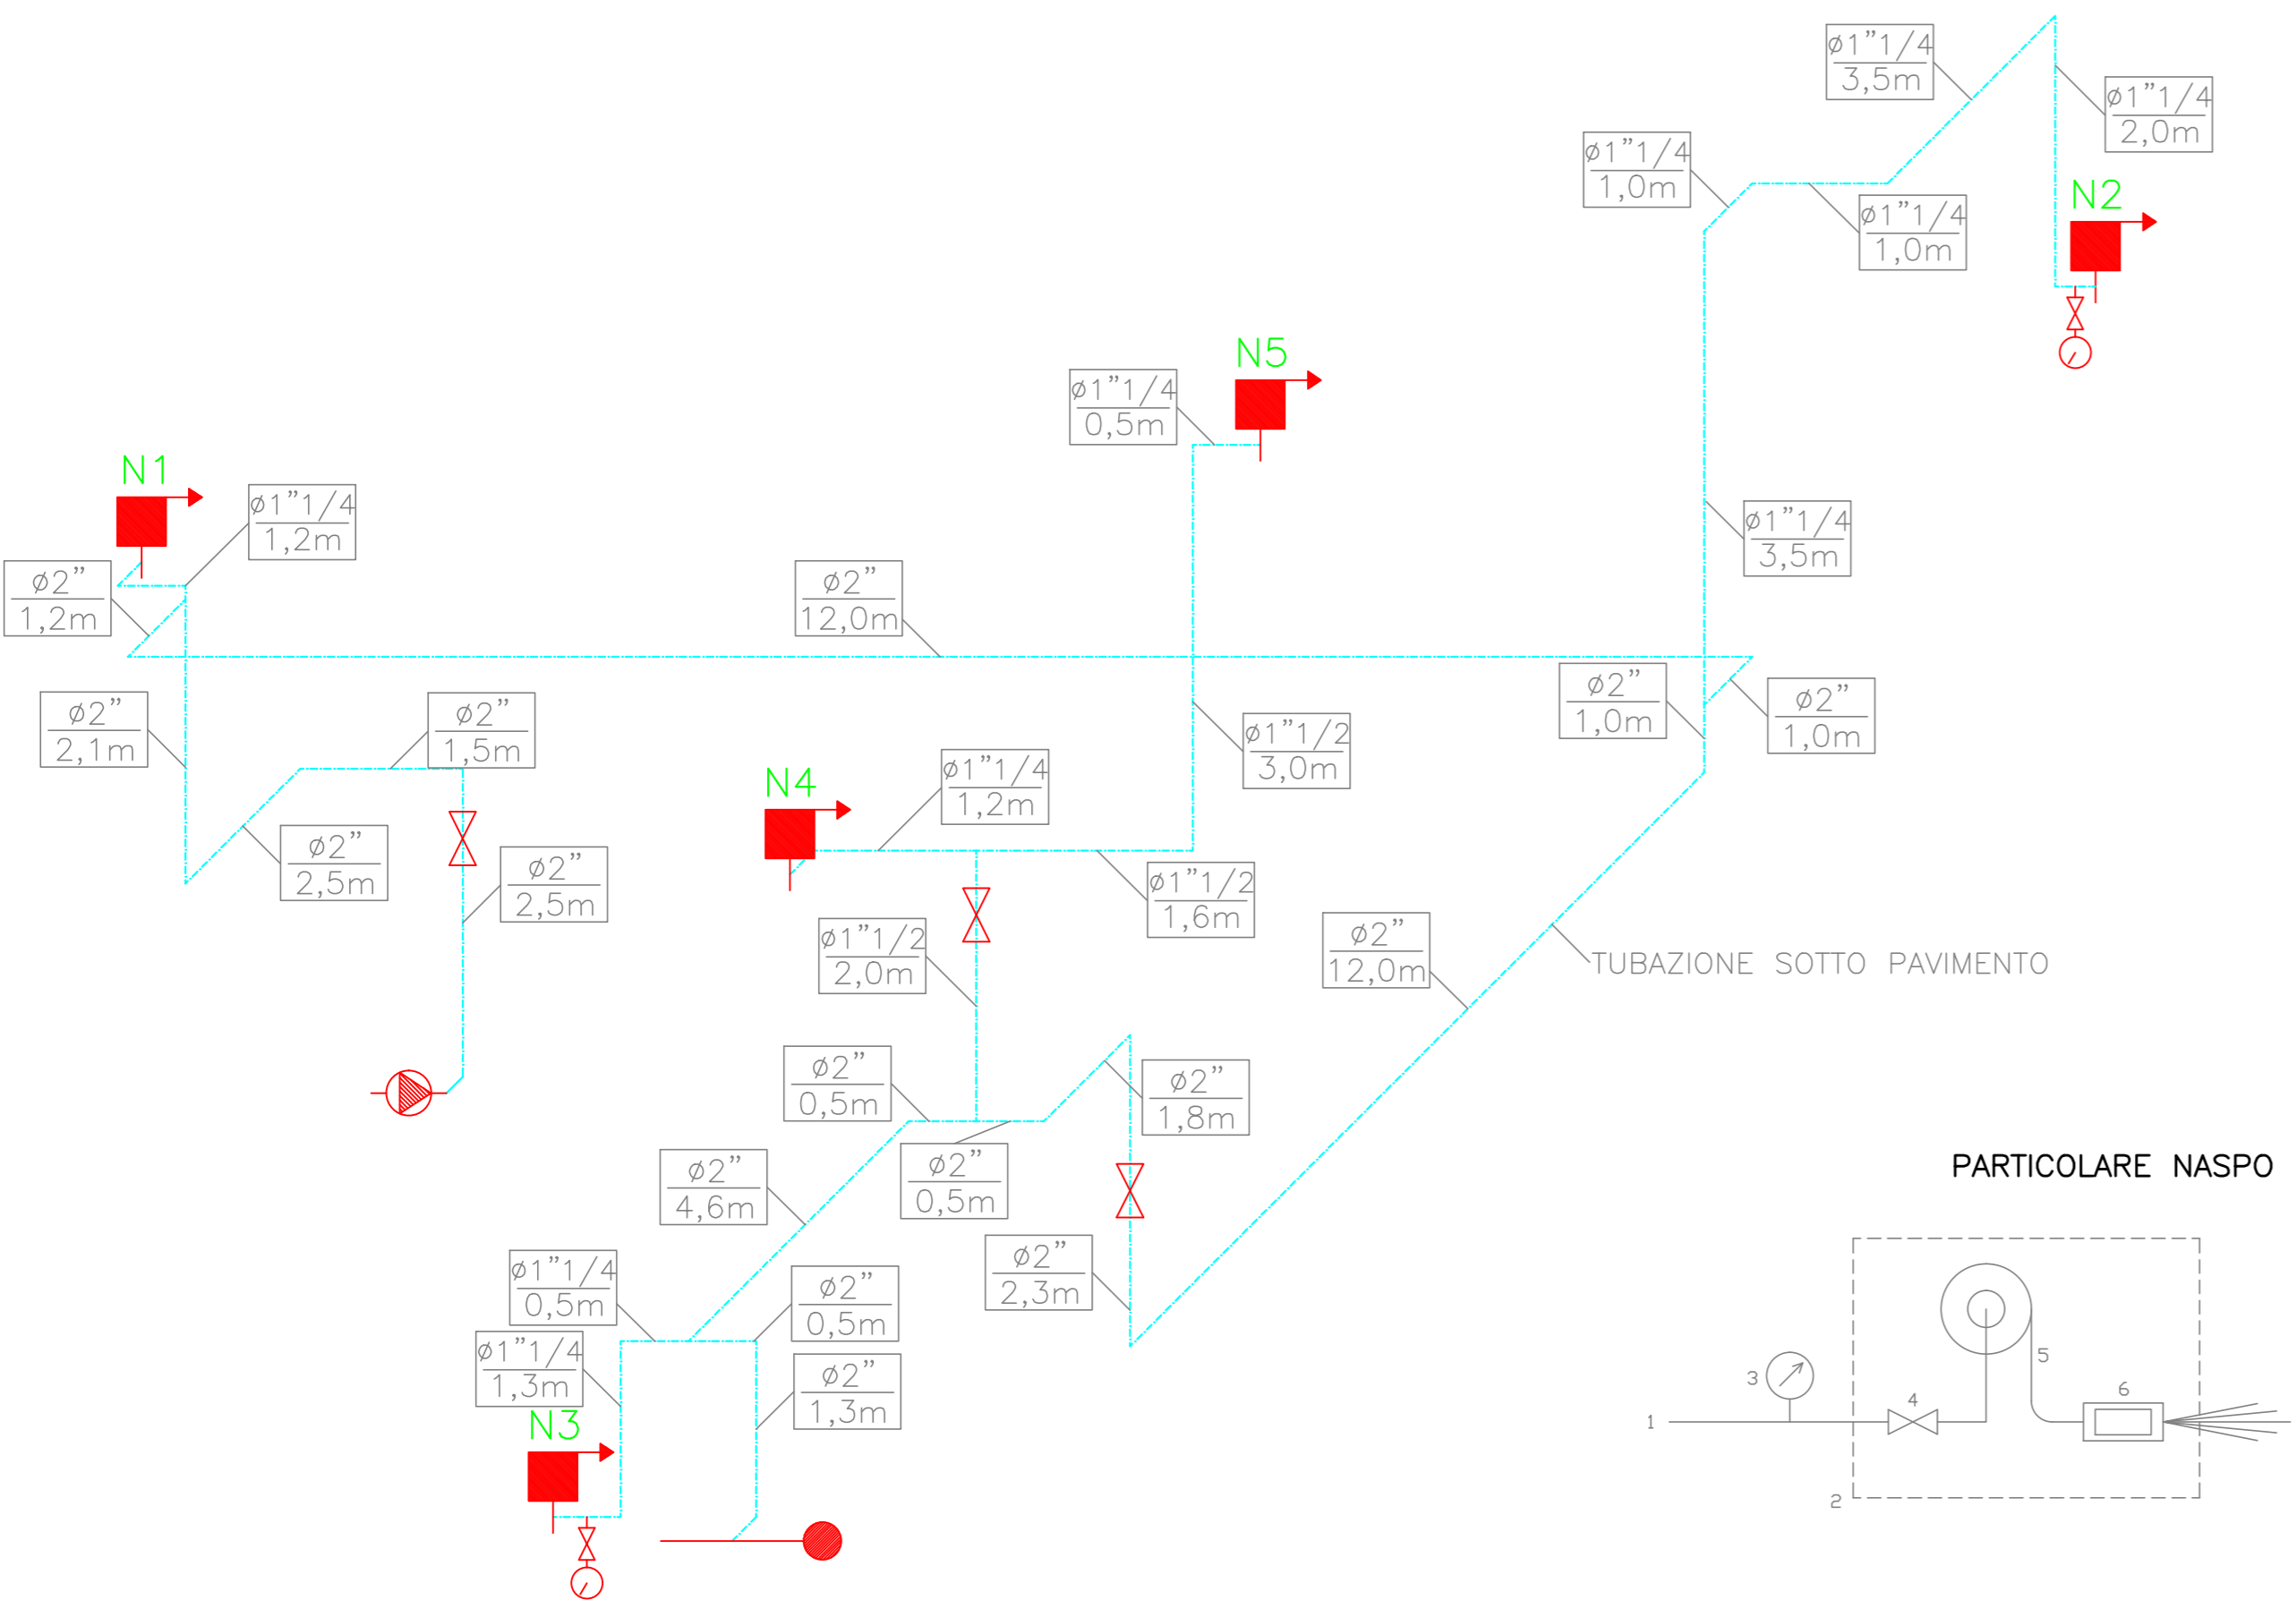 ø1"1/4
3,5m
ø1"1/4
2,0m
ø1"1/4
1,0m
N2
ø1"1/4
1,0m
N5
ø1"1/4
0,5m
N1
ø1"1/4
1,2m
ø1"1/4
3,5m
ø2"
1,2m
ø2"
12,0m
ø2"
2,1m
ø2"
1,5m
ø2"
1,0m
ø2"
1,0m
ø1"1/2
3,0m
ø1"1/4
1,2m
N4
ø2"
2,5m
ø2"
2,5m
ø1"1/2
1,6m
ø1"1/2
2,0m
ø2"
12,0m
TUBAZIONE SOTTO PAVIMENTO
ø2"
0,5m
ø2"
1,8m
ø2"
0,5m
ø2"
4,6m
ø2"
2,3m
ø1"1/4
0,5m
ø2"
0,5m
ø1"1/4
1,3m
ø2"
1,3m
N3
PARTICOLARE NASPO
5
3
4
6
1
2